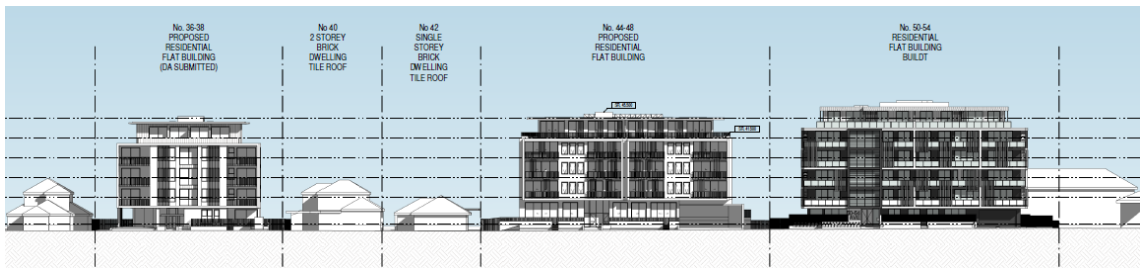 No. 36-38
PROPOSED
RESIDENTIAL
FLAT BUILDING
(DA SUBMITTED)
No 40
2 STOREY
BRICK
DWELLING
TILE ROOF
No 42
SINGLE
STOREY
BRICK
DWELLING
TILE ROOF
No. 44-48
PROPOSED
RESIDENTIAL
FLAT BUILDING
No. 50-54
RESIDENTIAL
FLAT BUILDING
BUILDT